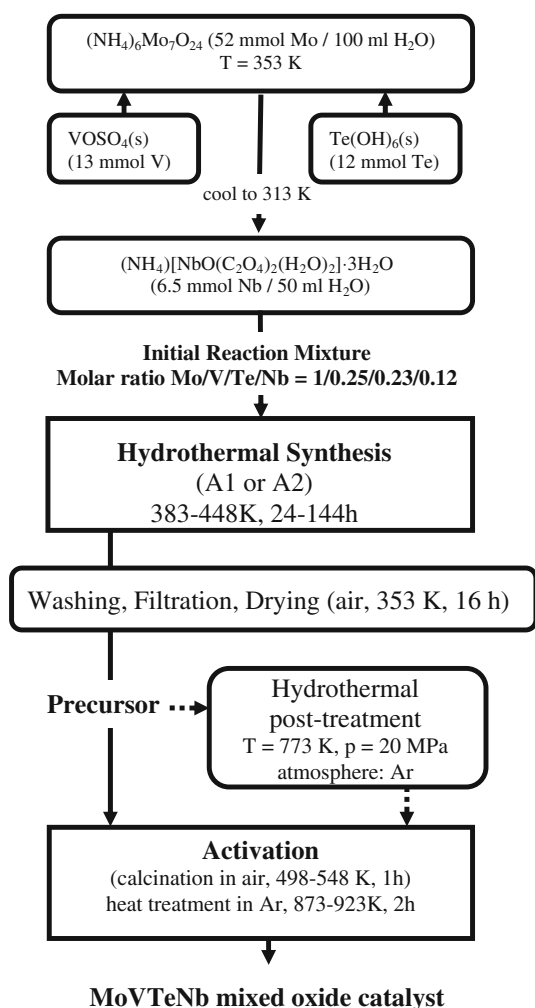 (NH₄)₆Mo₇O₂₄ (52 mmol Mo / 100 ml H₂O)
T = 353 K
VOSO₄(s)
(13 mmol V)
Te(OH)₆(s)
(12 mmol Te)
cool to 313 K
(NH₄)[NbO(C₂O₄)₂(H₂O)₂]·3H₂O
(6.5 mmol Nb / 50 ml H₂O)
Initial Reaction Mixture
Molar ratio Mo/V/Te/Nb = 1/0.25/0.23/0.12
Hydrothermal Synthesis
(A1 or A2)
383-448K, 24-144h
Washing, Filtration, Drying (air, 353 K, 16 h)
Precursor
Hydrothermal
post-treatment
T = 773 K, p = 20 MPa
atmosphere: Ar
Activation
(calcination in air, 498-548 K, 1h)
heat treatment in Ar, 873-923K, 2h
MoVTeNb mixed oxide catalyst